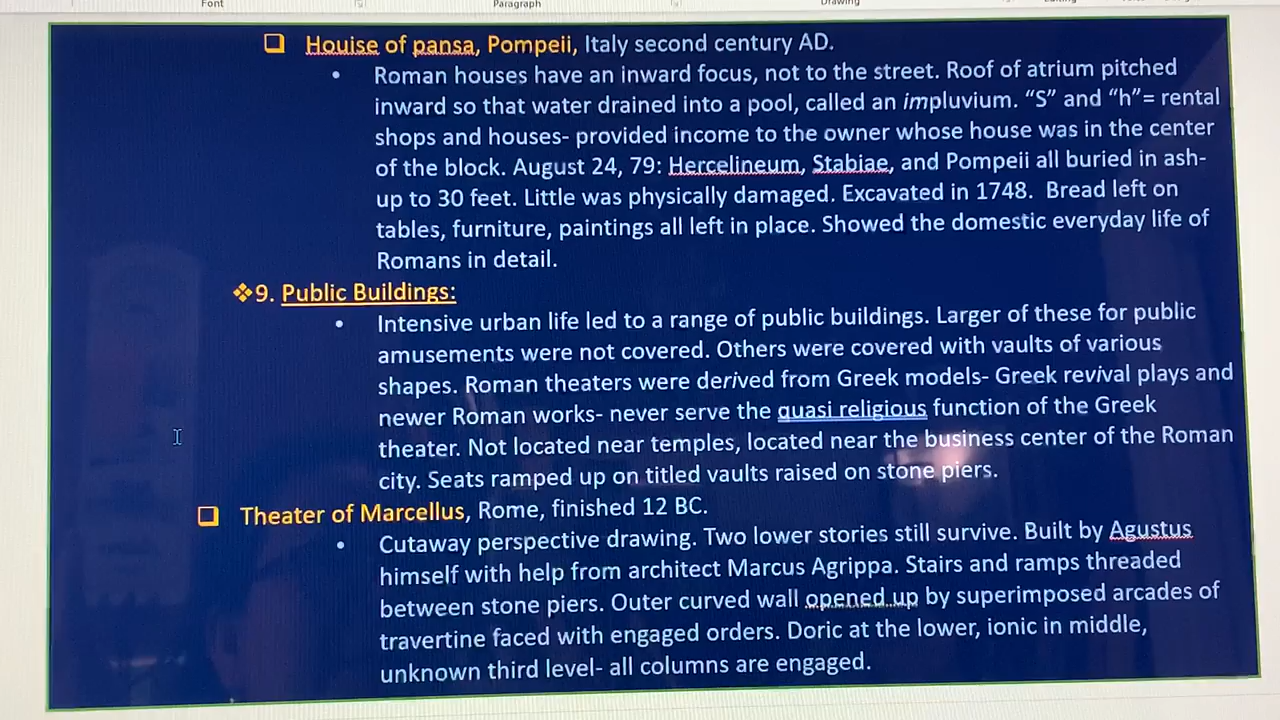 Font
Paragraph
Drawing
Houise of pansa, Pompeii, Italy second century AD.
Roman houses have an inward focus, not to the street. Roof of atrium pitched
inward so that water drained into a pool, called an impluvium. “S” and “h”= rental
shops and houses- provided income to the owner whose house was in the center
of the block. August 24, 79: Hercelineum, Stabiae, and Pompeii all buried in ash-
up to 30 feet. Little was physically damaged. Excavated in 1748. Bread left on
tables, furniture, paintings all left in place. Showed the domestic everyday life of
Romans in detail.
❖9. Public Buildings:
Intensive urban life led to a range of public buildings. Larger of these for public
amusements were not covered. Others were covered with vaults of various
shapes. Roman theaters were derived from Greek models- Greek revival plays and
newer Roman works- never serve the quasi religious function of the Greek
theater. Not located near temples, located near the business center of the Roman
city. Seats ramped up on titled vaults raised on stone piers.
Theater of Marcellus, Rome, finished 12 BC.
Cutaway perspective drawing. Two lower stories still survive. Built by Agustus
himself with help from architect Marcus Agrippa. Stairs and ramps threaded
between stone piers. Outer curved wall opened up by superimposed arcades of
travertine faced with engaged orders. Doric at the lower, ionic in middle,
unknown third level- all columns are engaged.